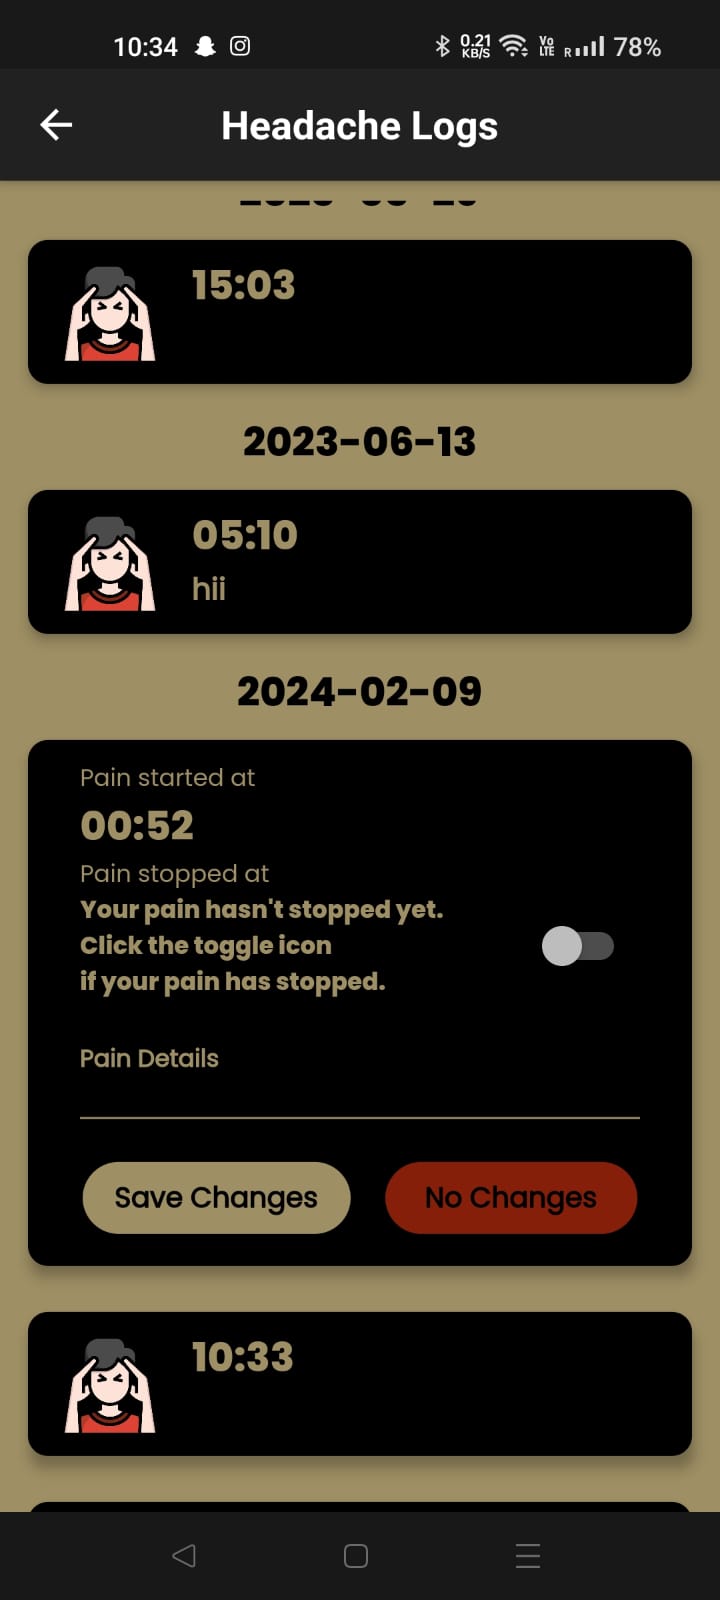 10:34 0.21 KB/S Vo LTE R 78%
Headache Logs
15:03
2023-06-13
05:10
hii
2024-02-09
Pain started at
00:52
Pain stopped at
Your pain hasn't stopped yet.
Click the toggle icon
if your pain has stopped.
Pain Details
Save Changes No Changes
10:33